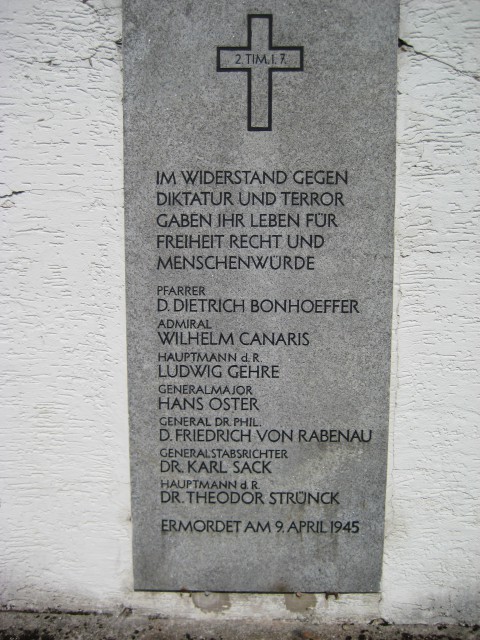 2. TIM. 1. 7.
IM WIDERSTAND GEGEN
DIKTATUR UND TERROR
GABEN IHR LEBEN FÜR
FREIHEIT RECHT UND
MENSCHENWÜRDE
PFARRER
D. DIETRICH BONHOEFFER
ADMIRAL
WILHELM CANARIS
HAUPTMANN d. R.
LUDWIG GEHRE
GENERALMAJOR
HANS OSTER
GENERAL DR. PHIL.
D. FRIEDRICH VON RABENAU
GENERALSTABSRICHTER
DR. KARL SACK
HAUPTMANN d. R.
DR. THEODOR STRÜNCK
ERMORDET AM 9. APRIL 1945